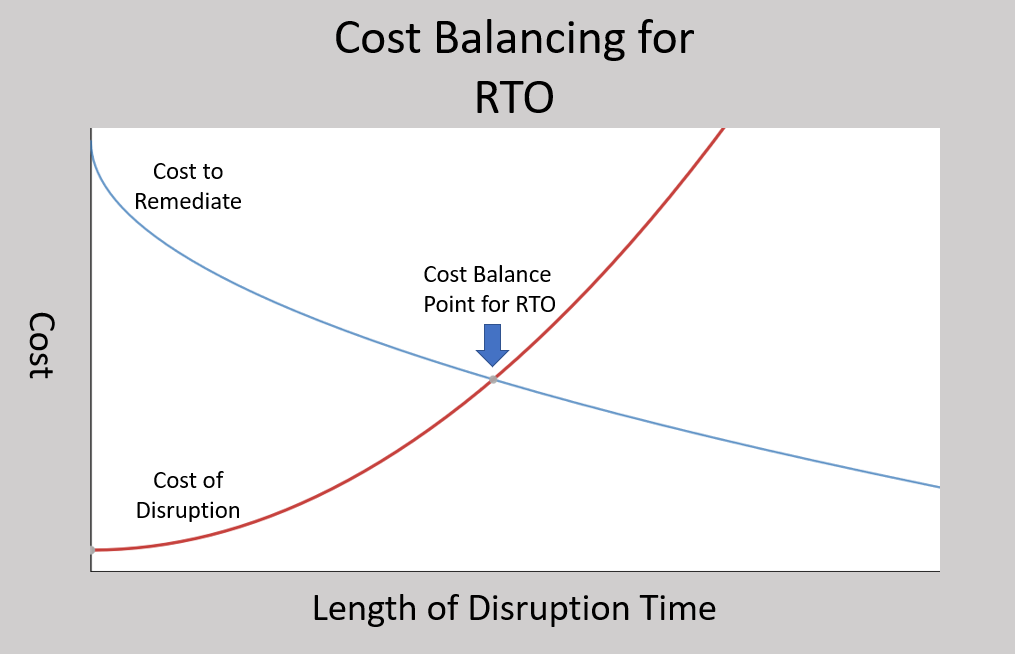 Cost Balancing for
RTO
Cost to
Remediate
Cost Balance
Point for RTO
Cost
Cost of
Disruption
Length of Disruption Time